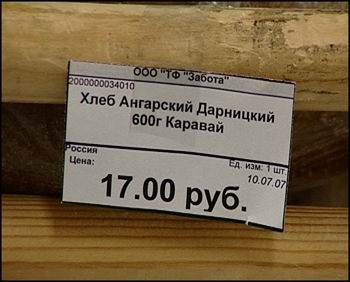 ООО "ТФ "Забота"
2000000034010
Хлеб Ангарский Дарницкий
600г Каравай
Россия
Ед. изм: 1 шт.
Цена:
10.07.07
17.00 руб.